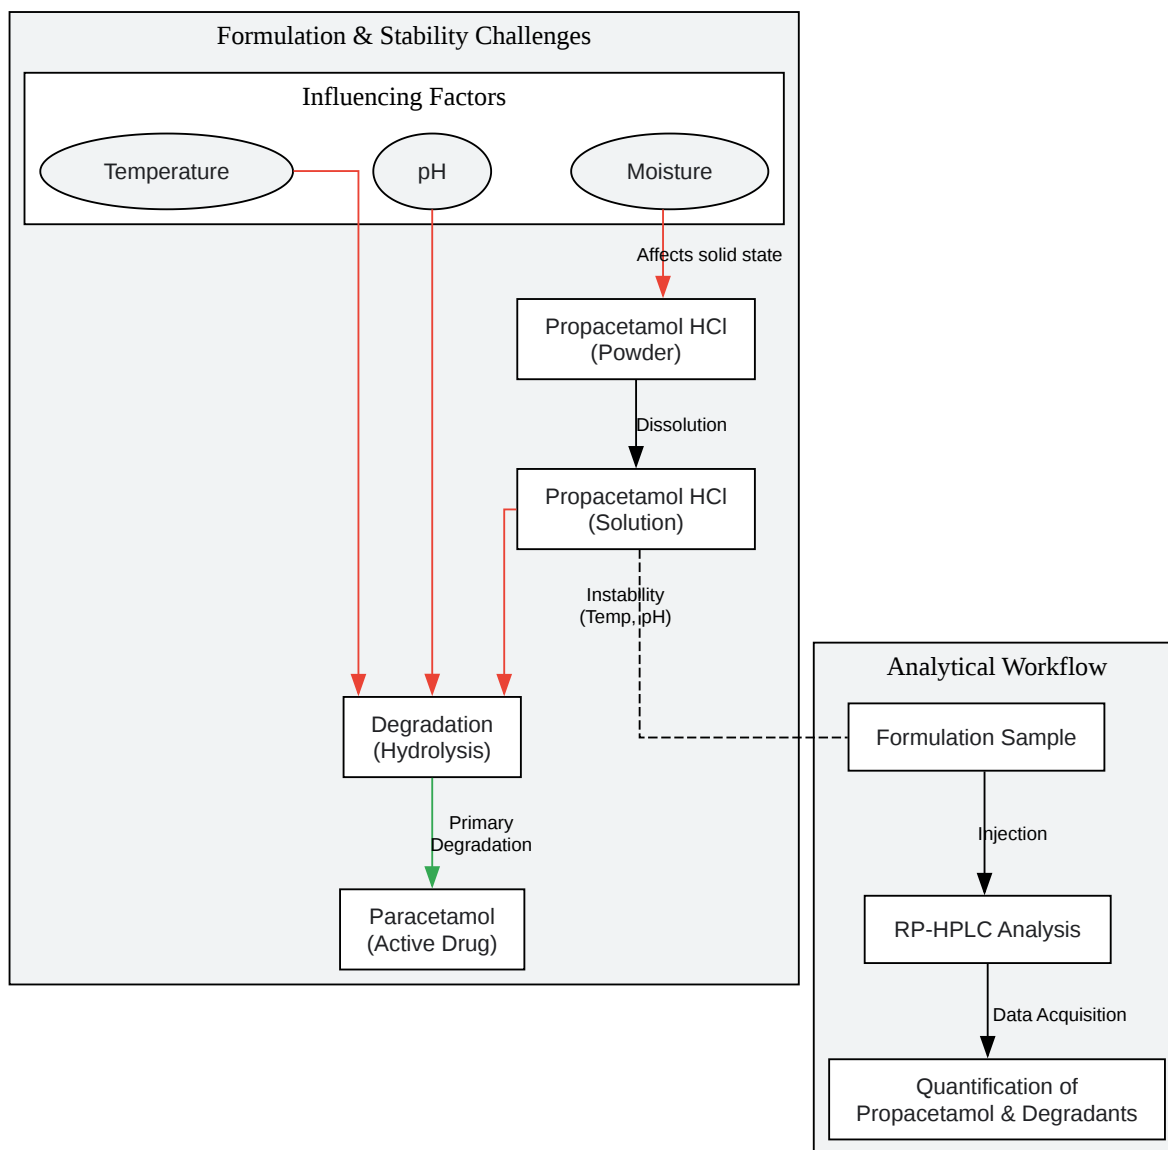 Formulation & Stability Challenges
Influencing Factors
Temperature
pH
Moisture
Affects solid state
Propacetamol HCl
(Powder)
Dissolution
Propacetamol HCl
(Solution)
Instability
(Temp, pH)
Degradation
(Hydrolysis)
Primary
Degradation
Paracetamol
(Active Drug)
Analytical Workflow
Formulation Sample
Injection
RP-HPLC Analysis
Data Acquisition
Quantification of
Propacetamol & Degradants